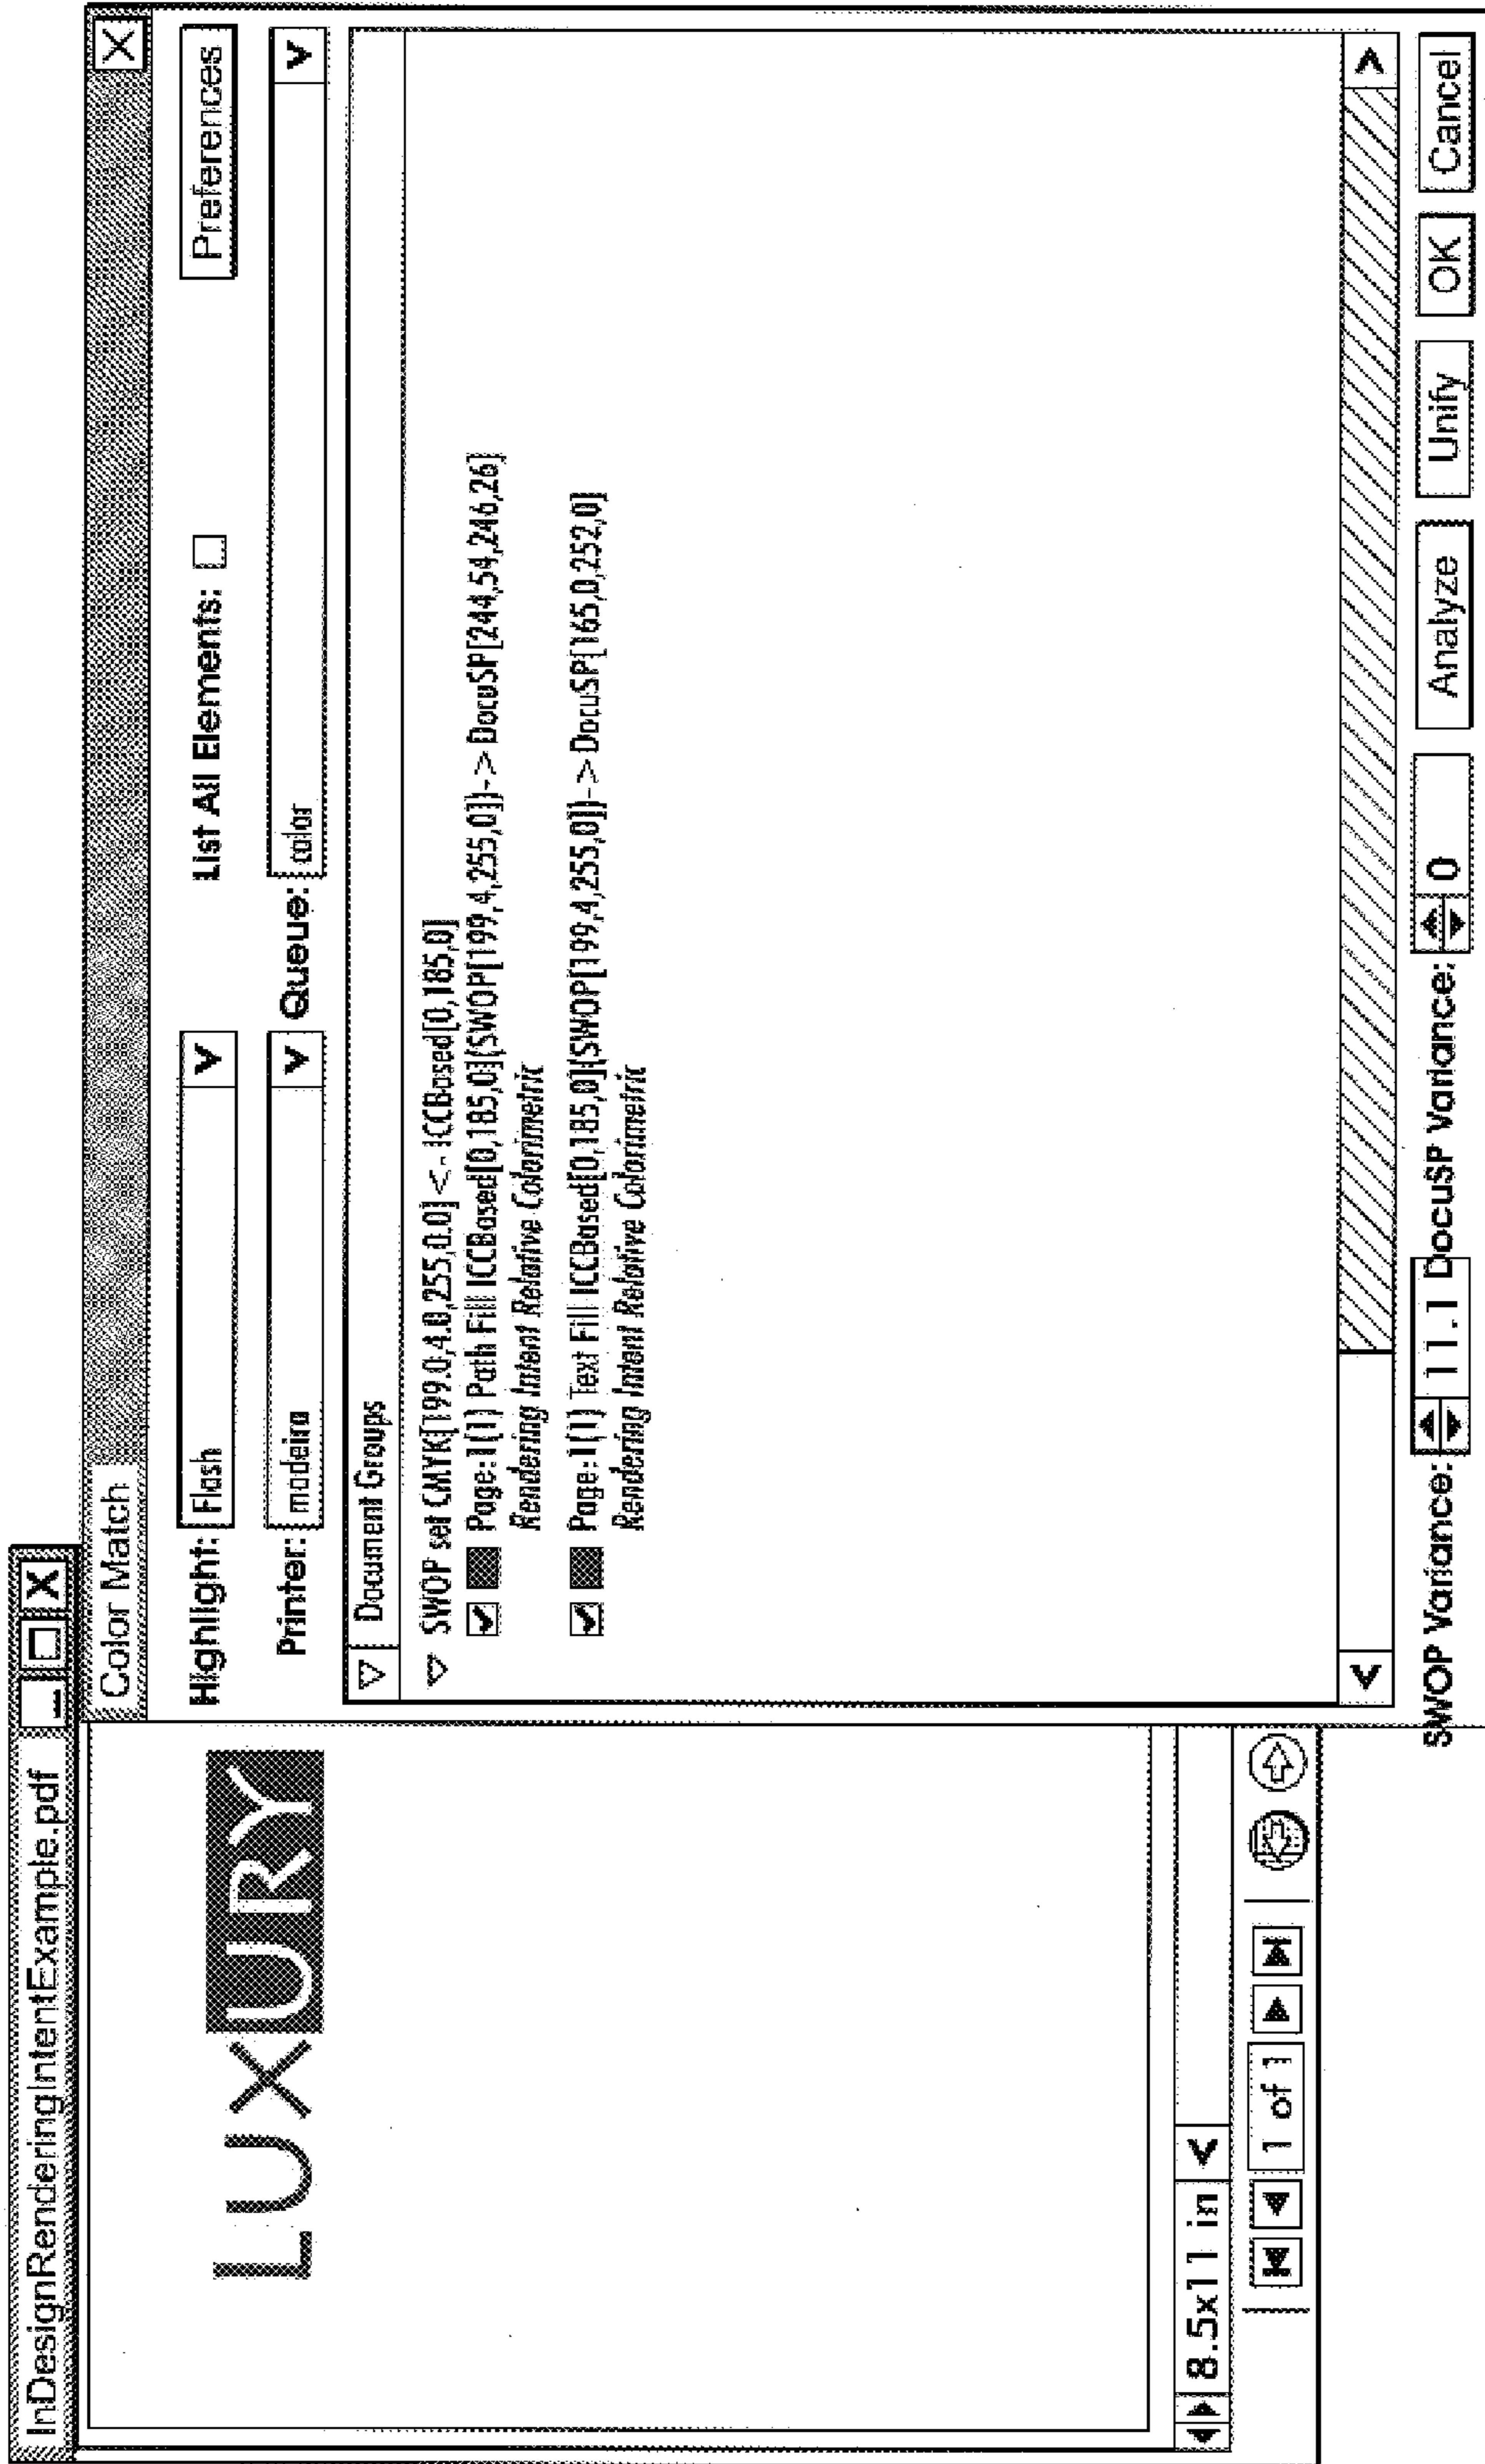 InDesignRenderingIntentExample.pdf
LUXURY
8.5x11 in
1 of 1
Color Match
Highlight: Flash
List All Elements:
Preferences
Printer: madeira
Queue: color
Document Groups
SWOP set CMYK[199.0,4.0,255,0.0] <- ICCBased[0,185,0]
Page:1(1) Path Fill ICCBased[0,185,0](SWOP[199,4,255,0])->DocuSP[244,54,246,26]
Rendering Intent Relative Colorimetric
Page:1(1) Text Fill ICCBased[0,185,0](SWOP[199,4,255,0])->DocuSP[165,0,252,0]
Rendering Intent Relative Colorimetric
SWOP Variance: 11.1 DocuSP Variance: 0
Analyze
Unify
OK
Cancel